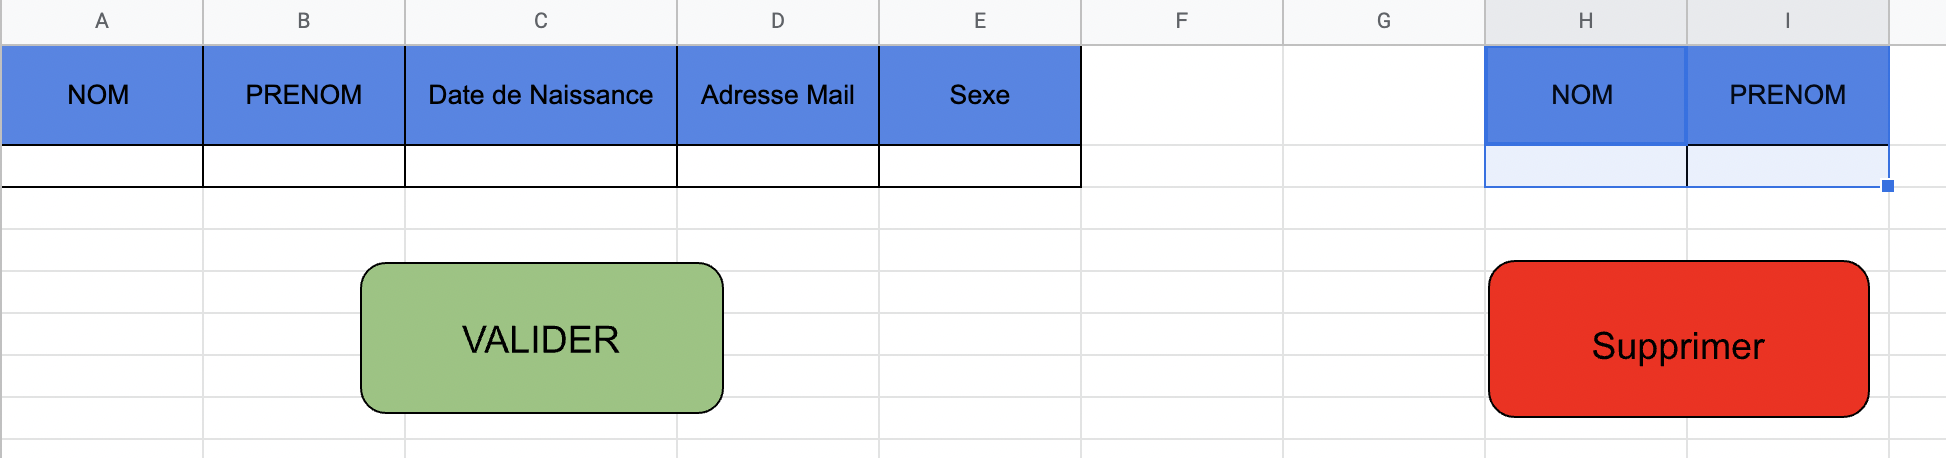 A B C D E F G H I
NOM PRENOM Date de Naissance Adresse Mail Sexe NOM PRENOM
VALIDER
Supprimer